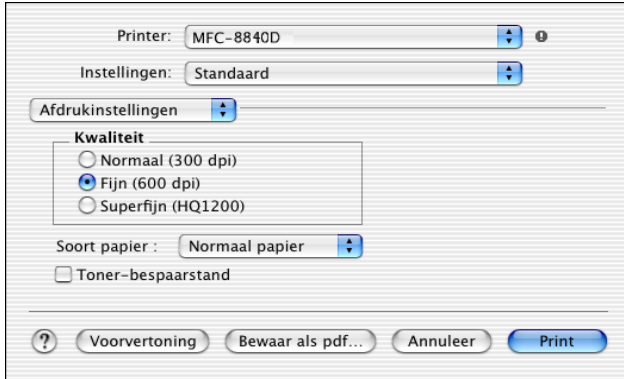 Printer: MFC-8840D
Instellingen: Standaard
Afdrukinstellingen
Kwaliteit
Normaal (300 dpi)
Fijn (600 dpi)
Superfijn (HQ1200)
Soort papier : Normaal papier
Toner-bespaarstand
? Voorvertoning Bewaar als pdf... Annuleer Print